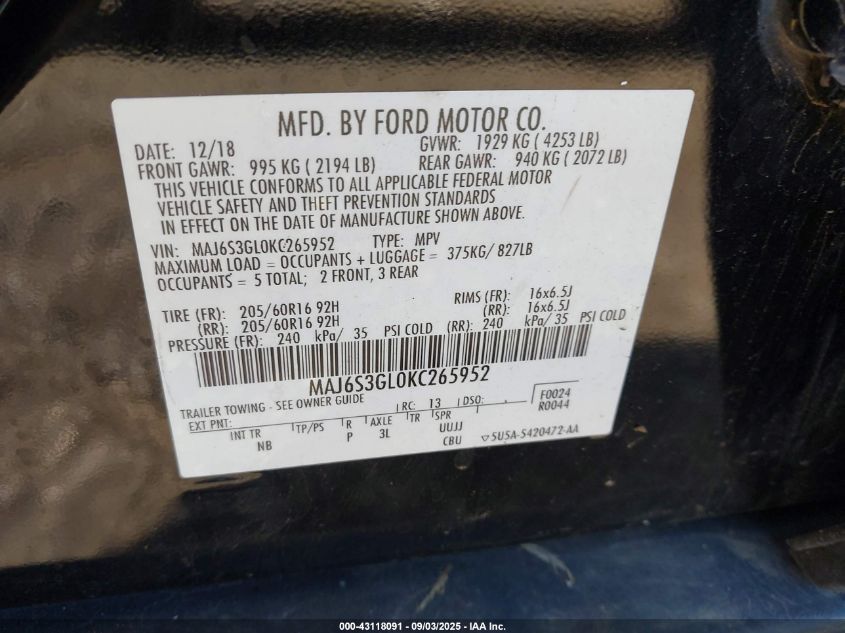 MFD. BY FORD MOTOR CO.
DATE: 12/18 GVWR: 1929 KG ( 4253 LB)
FRONT GAWR: 995 KG ( 2194 LB) REAR GAWR: 940 KG ( 2072 LB)
THIS VEHICLE CONFORMS TO ALL APPLICABLE FEDERAL MOTOR
VEHICLE SAFETY AND THEFT PREVENTION STANDARDS
IN EFFECT ON THE DATE OF MANUFACTURE SHOWN ABOVE.
VIN: MAJ6S3GL0KC265952 TYPE: MPV
MAXIMUM LOAD = OCCUPANTS + LUGGAGE = 375KG/ 827LB
OCCUPANTS = 5 TOTAL; 2 FRONT, 3 REAR
TIRE (FR): 205/60R16 92H RIMS (FR): 16x6.5J
(RR): 205/60R16 92H (RR): 16x6.5J
PRESSURE (FR): 240 kPa/ 35 PSI COLD (RR): 240 kPa/ 35 PSI COLD
MAJ6S3GL0KC265952
TRAILER TOWING - SEE OWNER GUIDE F0024
EXT PNT: RC: 13 DSO: R0044
INT TR TP/PS R AXLE TR SPR
NB P 3L UUJJ
CBU 5U5A-S420472-AA
000-43118091 - 09/03/2025 - IAA Inc.